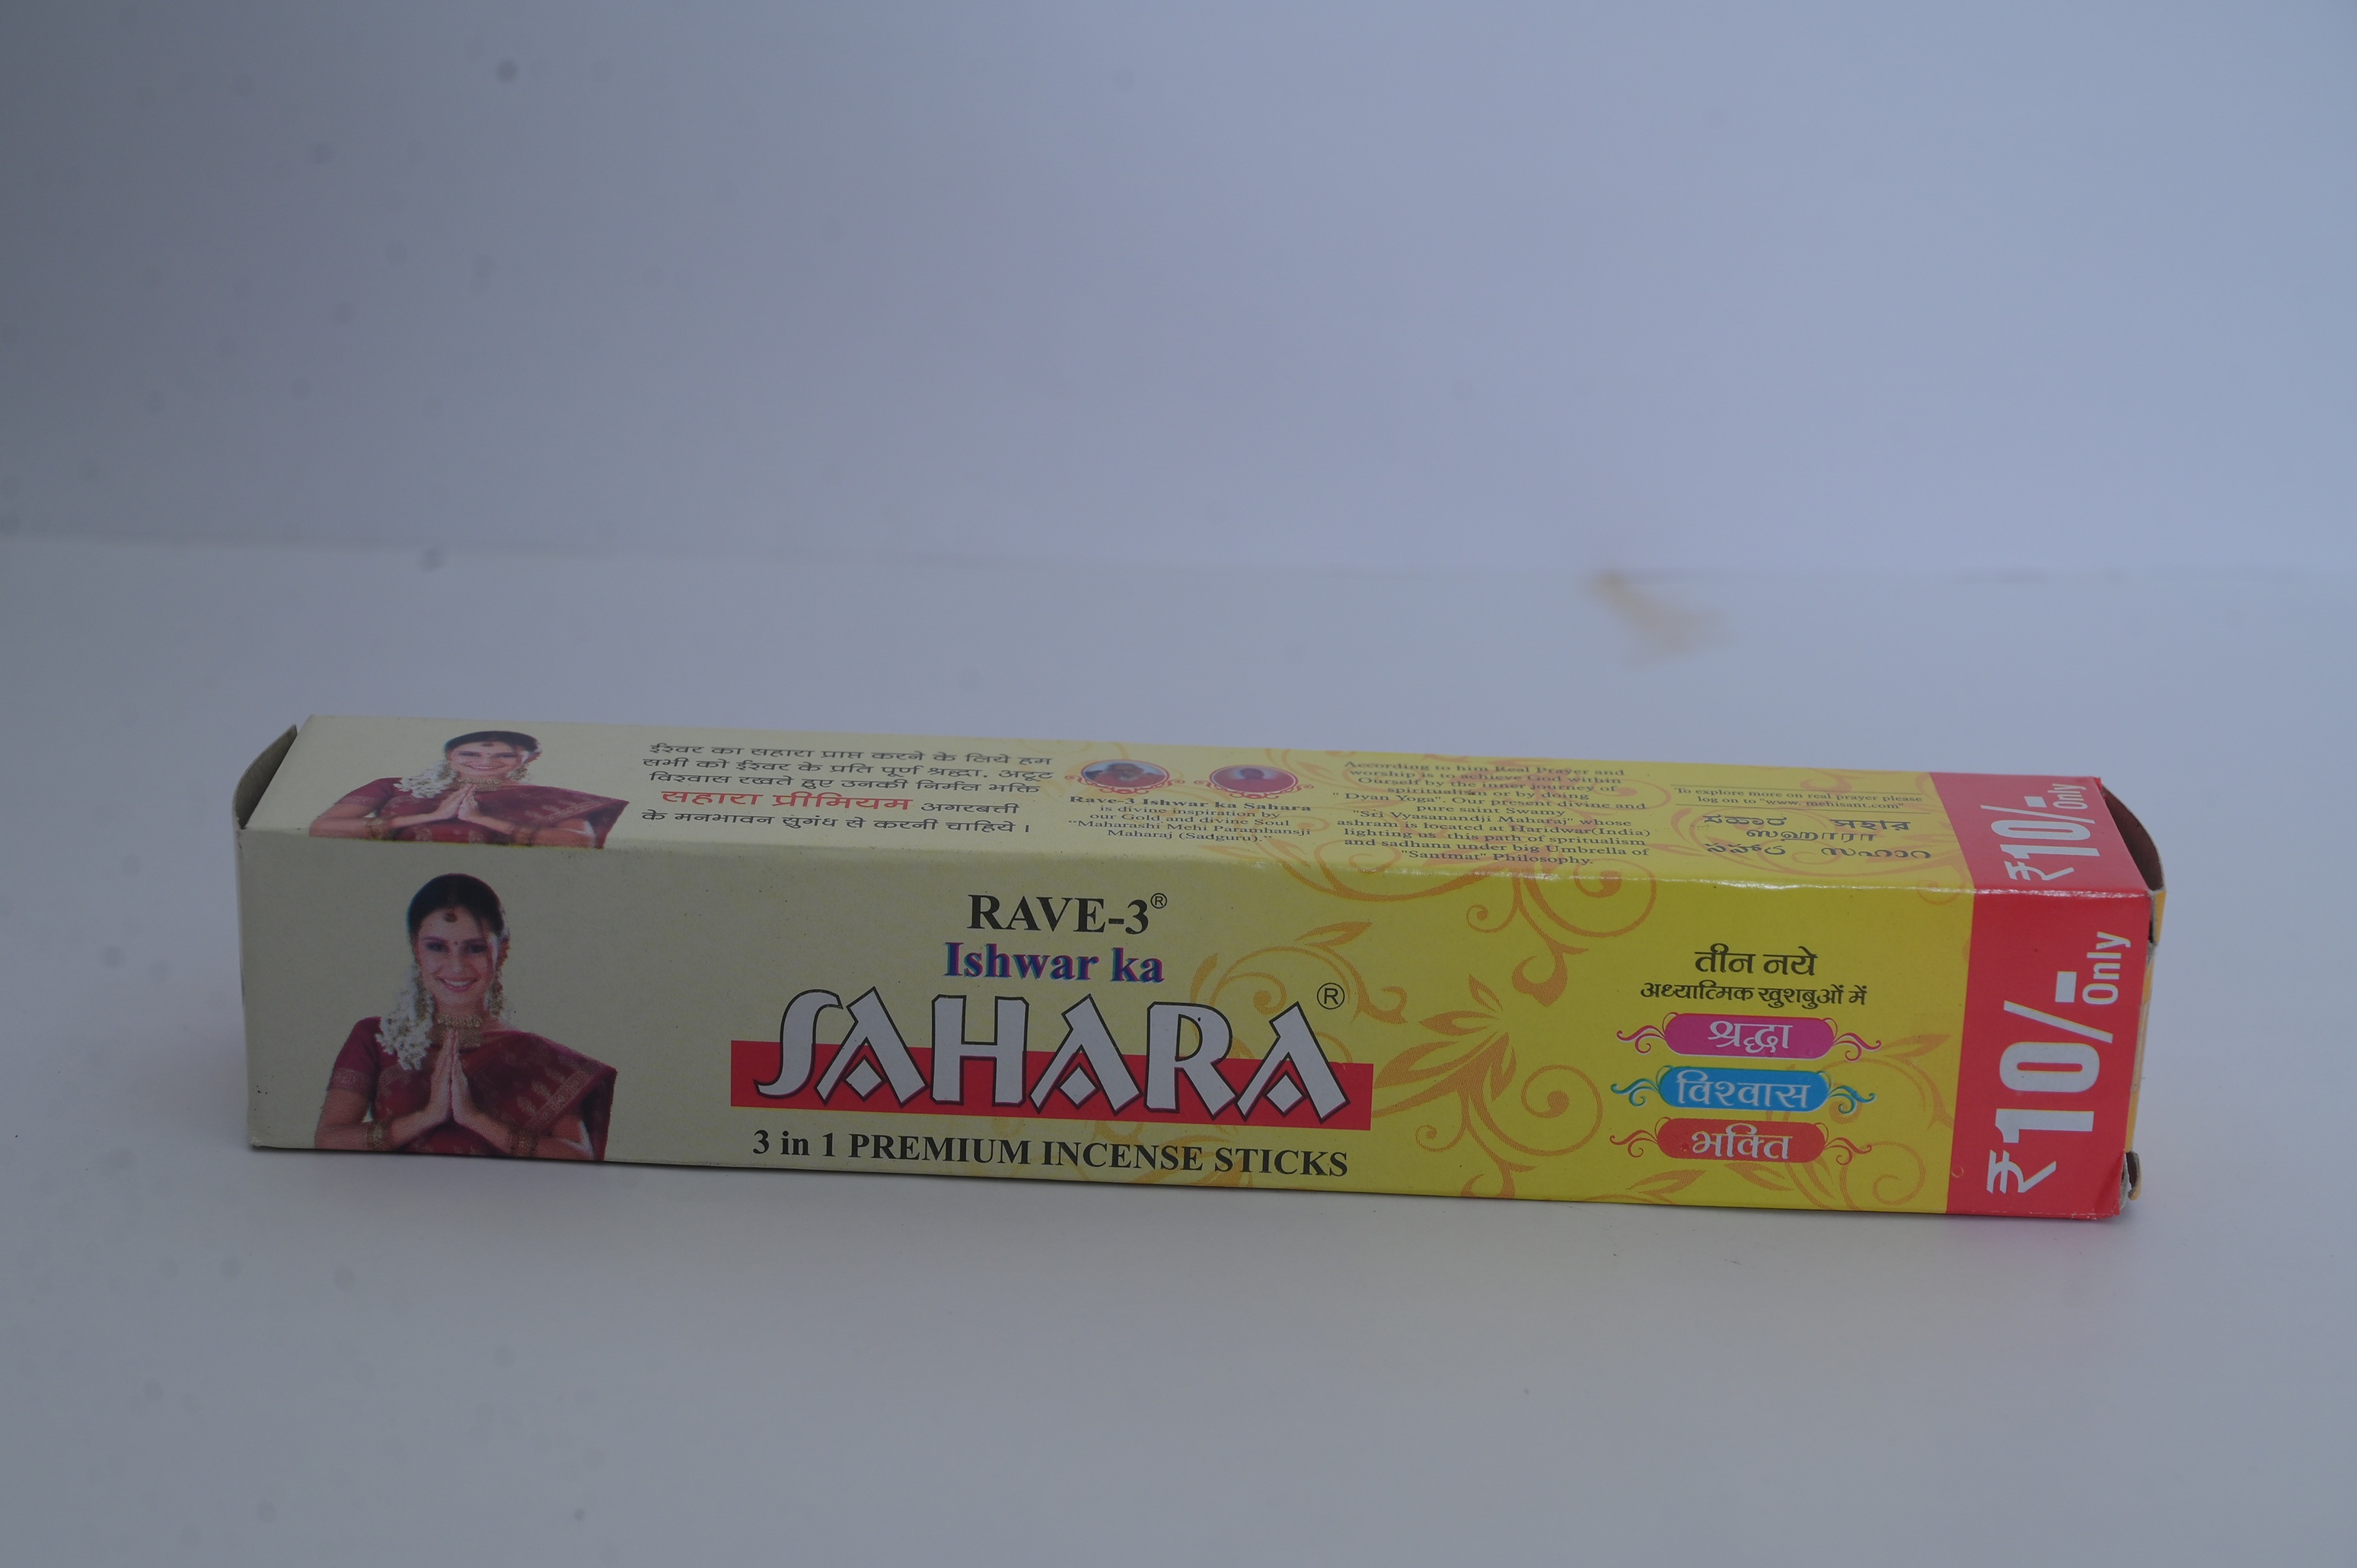 ईश्वर का सहारा प्राप्त करने के लिये हम
सभी को ईश्वर के प्रति पूर्ण श्रद्धा, अटूट
विश्वास रखते हुए उनकी निर्मल भक्ति
सहारा प्रीमियम अगरबत्ती
के मनभावन सुगंध से करनी चाहिये ।
Rave-3 Ishwar ka Sahara
is divine inspiration by
our Gold and divine Soul
"Maharashi Mehi Paramhansji
Maharaj (Sadguru)."
According to him Real Prayer and
worship is to achieve God within
Ourself by the inner journey of
spiritualism or by doing
" Dyan Yoga". Our present divine and
pure saint Swamy
"Sri Vyasanandji Maharaj" whose
ashram is located at Haridwar(India)
lighting us this path of spritualism
and sadhana under big Umbrella of
"Santmat" Philosophy.
To explore more on real prayer please
log on to "www. mehisant.com"
ಸಹಾರ সহার
ஸஹாரா
సహార സഹാറ
₹10/- Only
RAVE-3®
Ishwar ka
SAHARA®
3 in 1 PREMIUM INCENSE STICKS
तीन नये
अध्यात्मिक खुशबुओं में
श्रद्धा
विश्वास
भक्ति
₹10/- Only